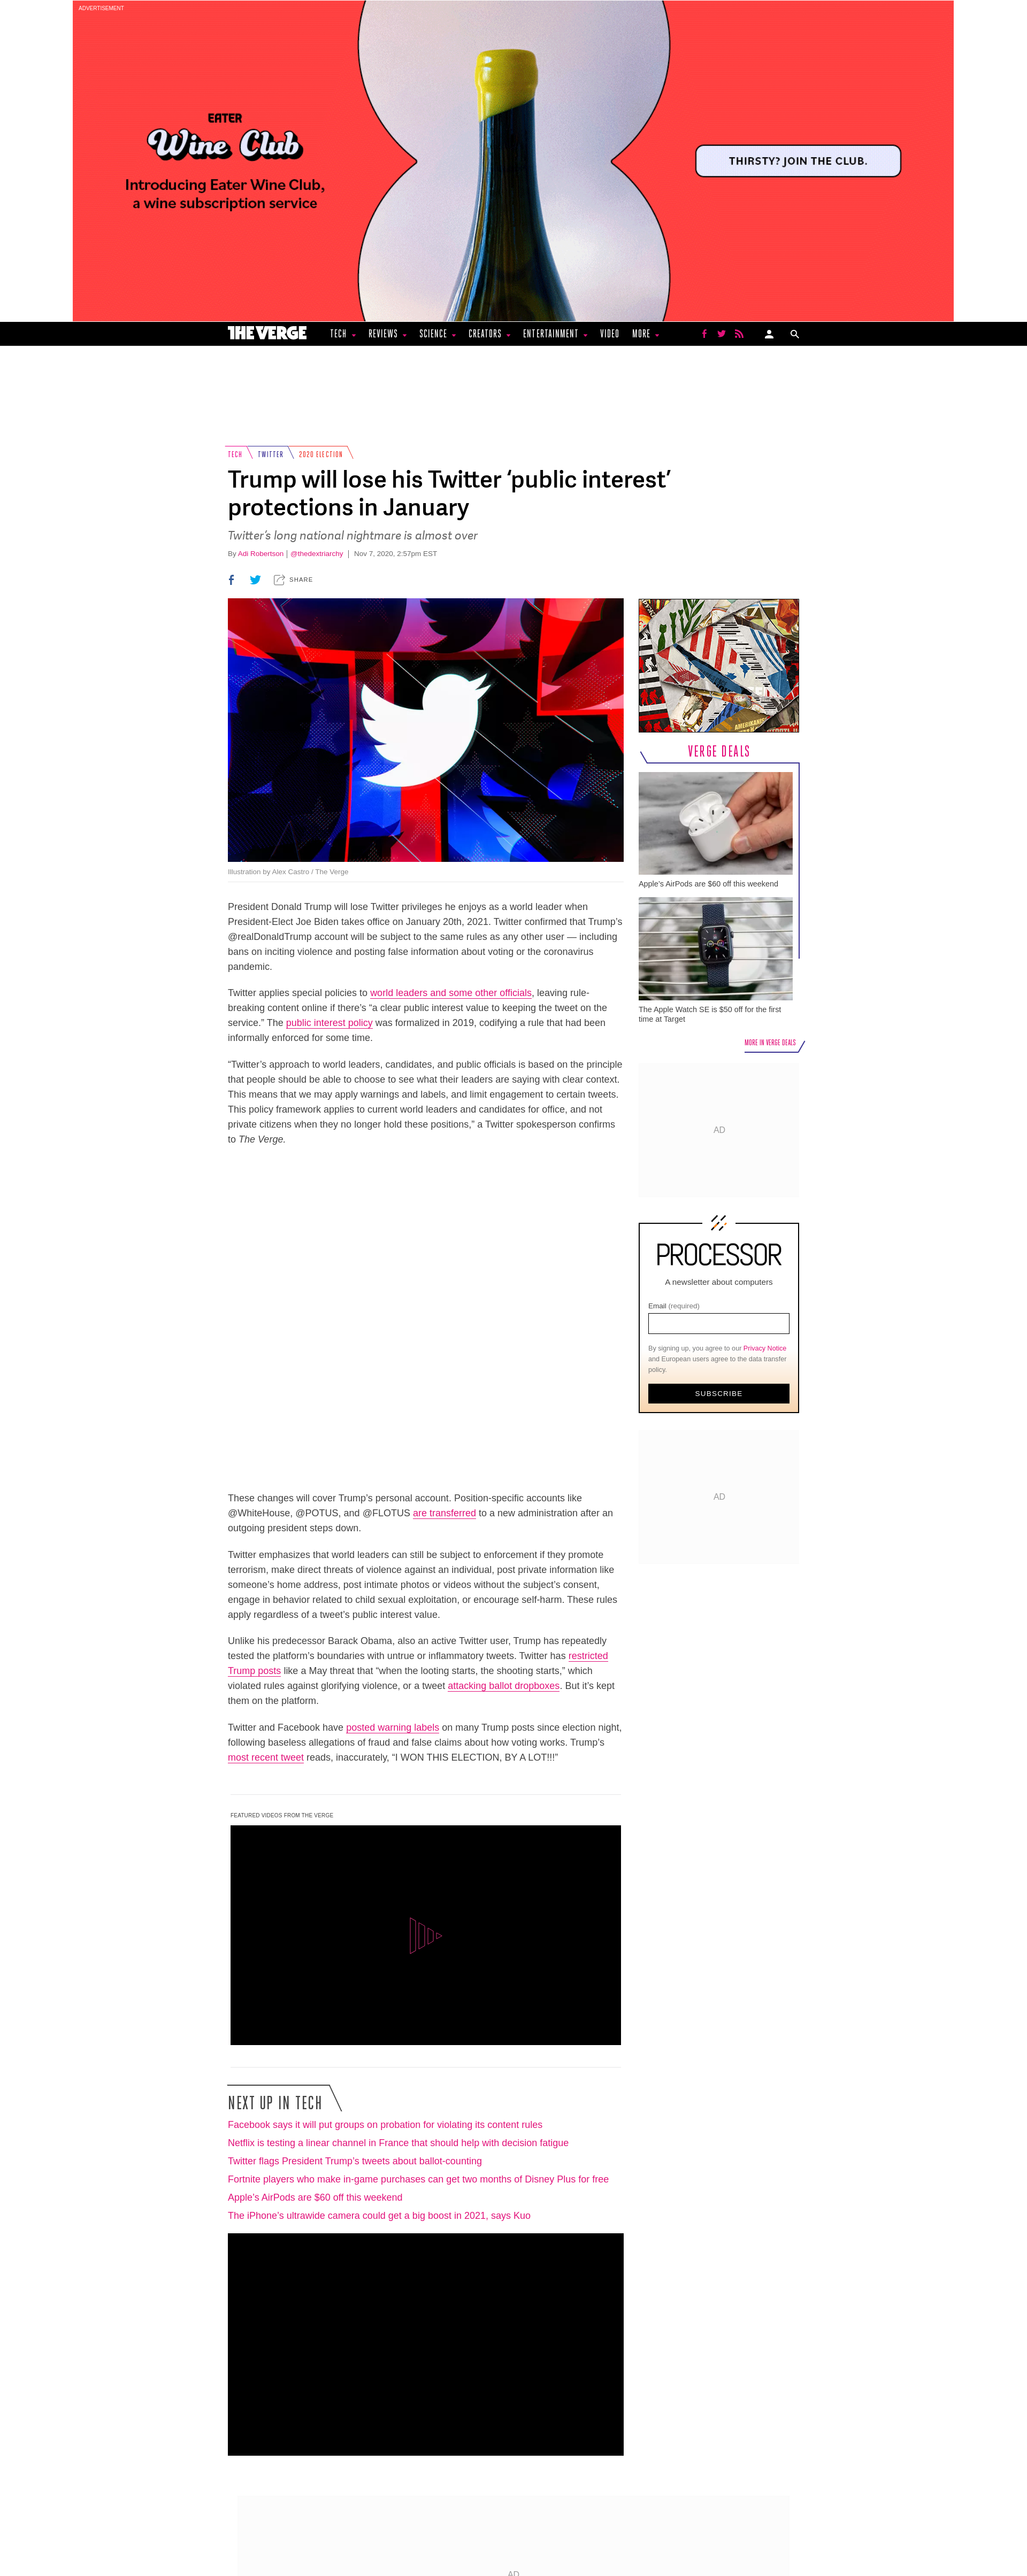 ADVERTISEMENT
EATER
Wine Club
Introducing Eater Wine Club,
a wine subscription service
THIRSTY? JOIN THE CLUB.
THE VERGE
TECH
REVIEWS
SCIENCE
CREATORS
ENTERTAINMENT
VIDEO
MORE
TECH
TWITTER
2020 ELECTION
Trump will lose his Twitter ‘public interest’
protections in January
Twitter’s long national nightmare is almost over
By Adi Robertson | @thedextriarchy | Nov 7, 2020, 2:57pm EST
SHARE
Illustration by Alex Castro / The Verge
President Donald Trump will lose Twitter privileges he enjoys as a world leader when
President-Elect Joe Biden takes office on January 20th, 2021. Twitter confirmed that Trump’s
@realDonaldTrump account will be subject to the same rules as any other user — including
bans on inciting violence and posting false information about voting or the coronavirus
pandemic.
Twitter applies special policies to world leaders and some other officials, leaving rule-
breaking content online if there’s “a clear public interest value to keeping the tweet on the
service.” The public interest policy was formalized in 2019, codifying a rule that had been
informally enforced for some time.
“Twitter’s approach to world leaders, candidates, and public officials is based on the principle
that people should be able to choose to see what their leaders are saying with clear context.
This means that we may apply warnings and labels, and limit engagement to certain tweets.
This policy framework applies to current world leaders and candidates for office, and not
private citizens when they no longer hold these positions,” a Twitter spokesperson confirms
to The Verge.
These changes will cover Trump’s personal account. Position-specific accounts like
@WhiteHouse, @POTUS, and @FLOTUS are transferred to a new administration after an
outgoing president steps down.
Twitter emphasizes that world leaders can still be subject to enforcement if they promote
terrorism, make direct threats of violence against an individual, post private information like
someone’s home address, post intimate photos or videos without the subject’s consent,
engage in behavior related to child sexual exploitation, or encourage self-harm. These rules
apply regardless of a tweet’s public interest value.
Unlike his predecessor Barack Obama, also an active Twitter user, Trump has repeatedly
tested the platform’s boundaries with untrue or inflammatory tweets. Twitter has restricted
Trump posts like a May threat that “when the looting starts, the shooting starts,” which
violated rules against glorifying violence, or a tweet attacking ballot dropboxes. But it’s kept
them on the platform.
Twitter and Facebook have posted warning labels on many Trump posts since election night,
following baseless allegations of fraud and false claims about how voting works. Trump’s
most recent tweet reads, inaccurately, “I WON THIS ELECTION, BY A LOT!!!”
FEATURED VIDEOS FROM THE VERGE
NEXT UP IN TECH
Facebook says it will put groups on probation for violating its content rules
Netflix is testing a linear channel in France that should help with decision fatigue
Twitter flags President Trump’s tweets about ballot-counting
Fortnite players who make in-game purchases can get two months of Disney Plus for free
Apple’s AirPods are $60 off this weekend
The iPhone’s ultrawide camera could get a big boost in 2021, says Kuo
VERGE DEALS
Apple’s AirPods are $60 off this weekend
The Apple Watch SE is $50 off for the first
time at Target
MORE IN VERGE DEALS
AD
PROCESSOR
A newsletter about computers
Email (required)
By signing up, you agree to our Privacy Notice
and European users agree to the data transfer
policy.
SUBSCRIBE
AD
AD